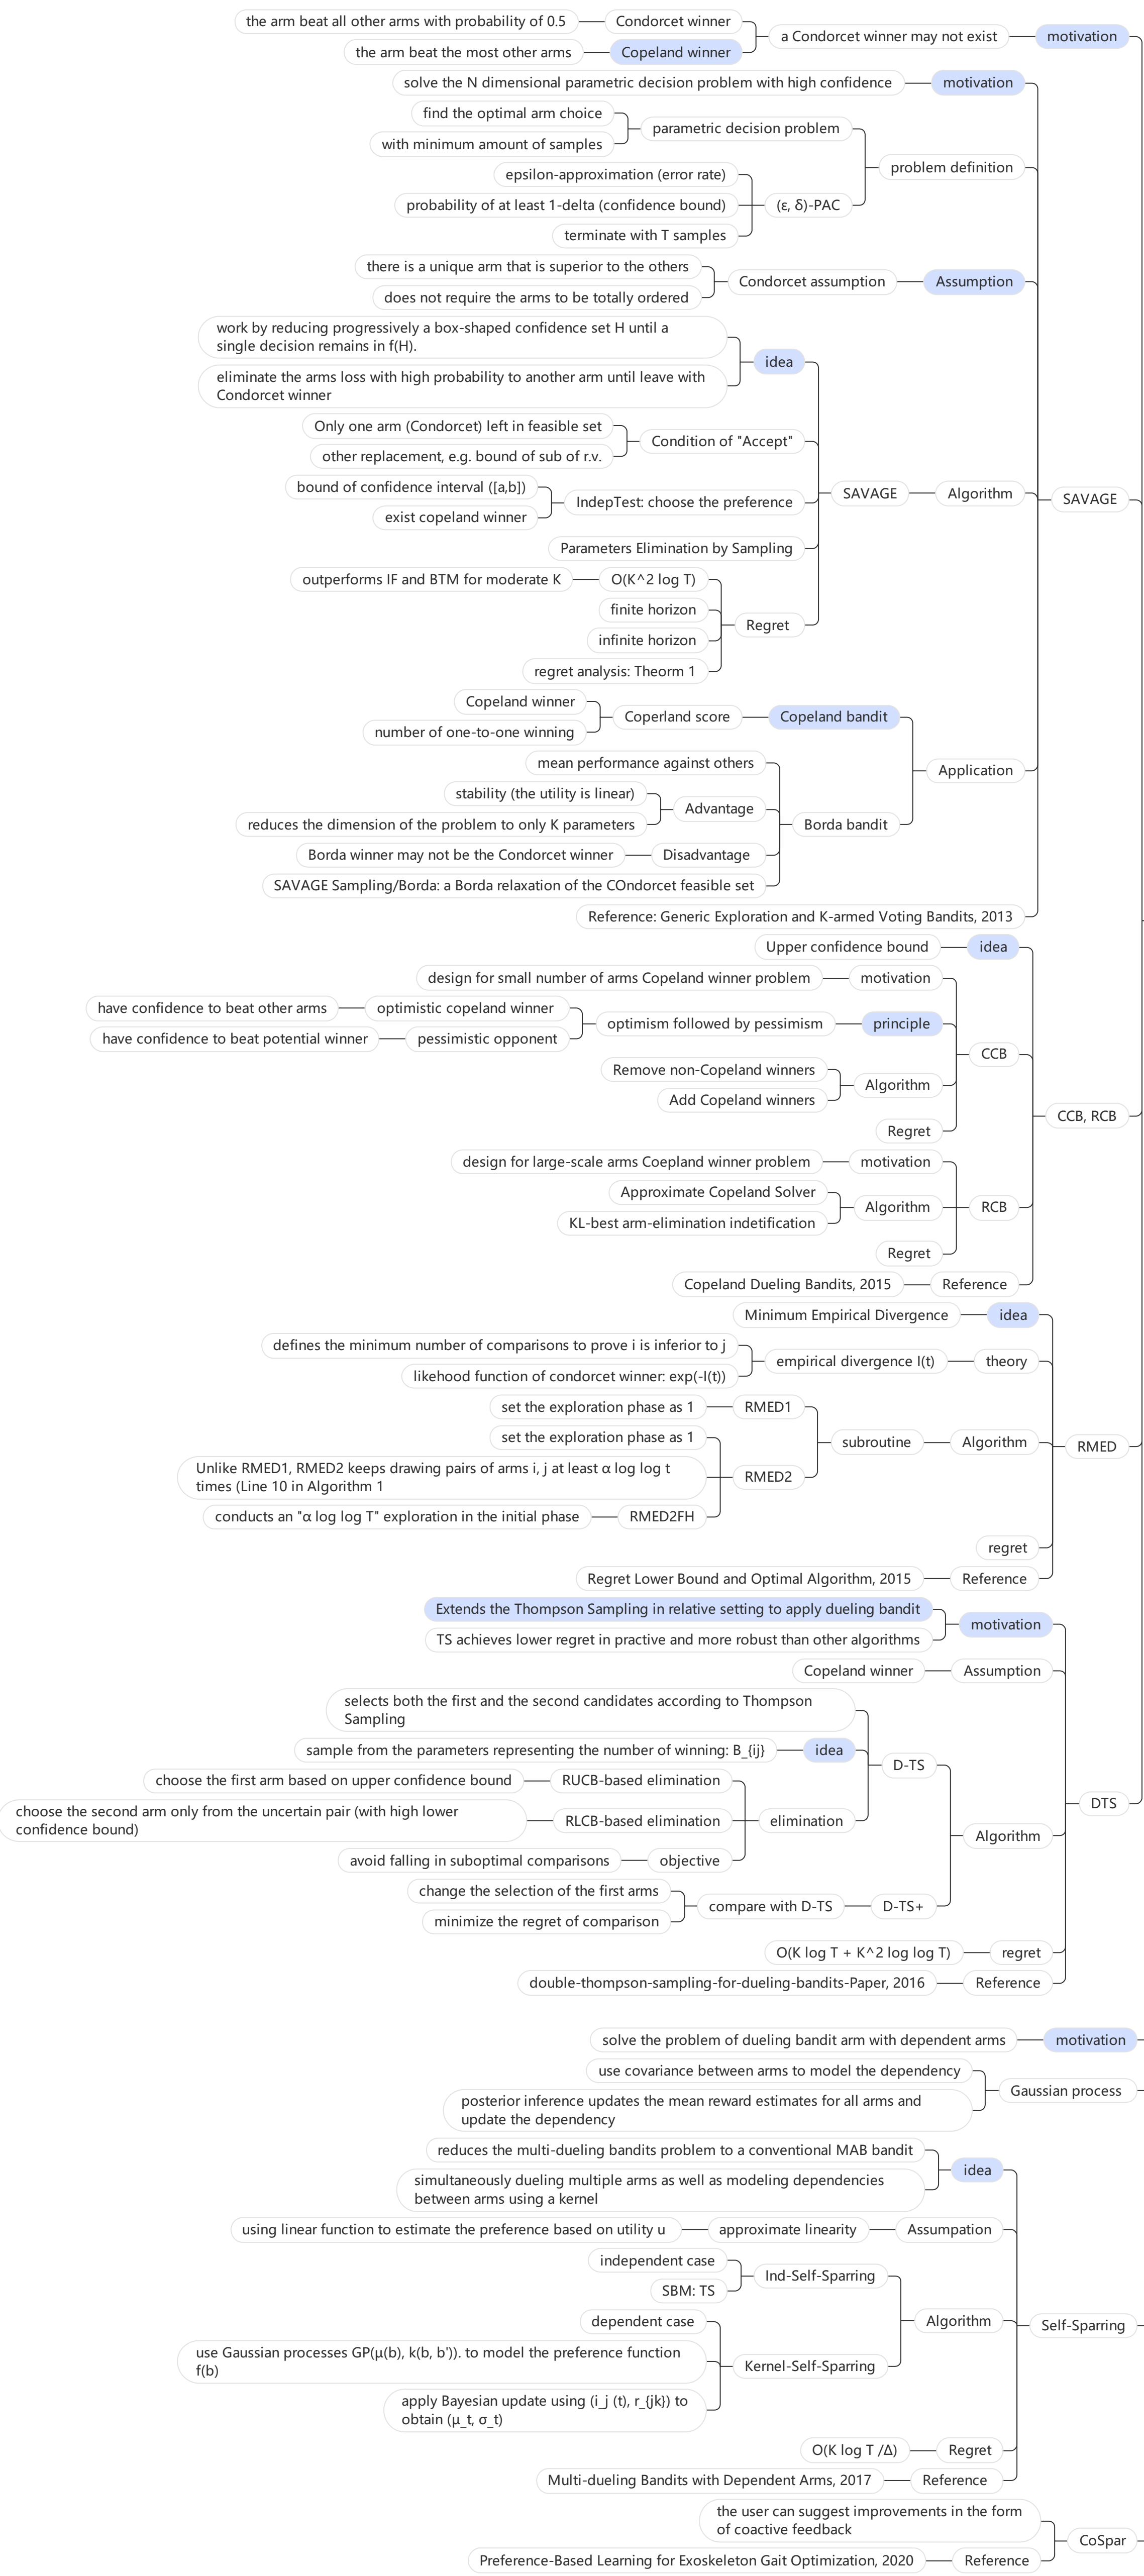 the arm beat all other arms with probability of 0.5
Condorcet winner
a Condorcet winner may not exist
motivation
the arm beat the most other arms
Copeland winner
solve the N dimensional parametric decision problem with high confidence
motivation
find the optimal arm choice
parametric decision problem
with minimum amount of samples
problem definition
epsilon-approximation (error rate)
probability of at least 1-delta (confidence bound)
(ε, δ)-PAC
terminate with T samples
there is a unique arm that is superior to the others
Condorcet assumption
Assumption
does not require the arms to be totally ordered
work by reducing progressively a box-shaped confidence set H until a
single decision remains in f(H).
idea
eliminate the arms loss with high probability to another arm until leave with
Condorcet winner
Only one arm (Condorcet) left in feasible set
Condition of "Accept"
other replacement, e.g. bound of sub of r.v.
bound of confidence interval ([a,b])
IndepTest: choose the preference
exist copeland winner
SAVAGE
Algorithm
SAVAGE
Parameters Elimination by Sampling
outperforms IF and BTM for moderate K
O(K^2 log T)
finite horizon
Regret
infinite horizon
regret analysis: Theorm 1
Copeland winner
Coperland score
Copeland bandit
number of one-to-one winning
Application
mean performance against others
stability (the utility is linear)
Advantage
reduces the dimension of the problem to only K parameters
Borda bandit
Borda winner may not be the Condorcet winner
Disadvantage
SAVAGE Sampling/Borda: a Borda relaxation of the COndorcet feasible set
Reference: Generic Exploration and K-armed Voting Bandits, 2013
Upper confidence bound
idea
design for small number of arms Copeland winner problem
motivation
have confidence to beat other arms
optimistic copeland winner
optimism followed by pessimism
principle
have confidence to beat potential winner
pessimistic opponent
CCB
Remove non-Copeland winners
Algorithm
Add Copeland winners
Regret
CCB, RCB
design for large-scale arms Coepland winner problem
motivation
Approximate Copeland Solver
Algorithm
RCB
KL-best arm-elimination indetification
Regret
Copeland Dueling Bandits, 2015
Reference
Minimum Empirical Divergence
idea
defines the minimum number of comparisons to prove i is inferior to j
empirical divergence I(t)
theory
likehood function of condorcet winner: exp(-I(t))
set the exploration phase as 1
RMED1
subroutine
Algorithm
RMED
set the exploration phase as 1
Unlike RMED1, RMED2 keeps drawing pairs of arms i, j at least α log log t
times (Line 10 in Algorithm 1
RMED2
conducts an "α log log T" exploration in the initial phase
RMED2FH
regret
Regret Lower Bound and Optimal Algorithm, 2015
Reference
Extends the Thompson Sampling in relative setting to apply dueling bandit
motivation
TS achieves lower regret in practive and more robust than other algorithms
Copeland winner
Assumption
selects both the first and the second candidates according to Thompson
Sampling
sample from the parameters representing the number of winning: B_{ij}
idea
D-TS
choose the first arm based on upper confidence bound
RUCB-based elimination
choose the second arm only from the uncertain pair (with high lower
confidence bound)
RLCB-based elimination
elimination
avoid falling in suboptimal comparisons
objective
Algorithm
DTS
change the selection of the first arms
compare with D-TS
D-TS+
minimize the regret of comparison
O(K log T + K^2 log log T)
regret
double-thompson-sampling-for-dueling-bandits-Paper, 2016
Reference
solve the problem of dueling bandit arm with dependent arms
motivation
use covariance between arms to model the dependency
Gaussian process
posterior inference updates the mean reward estimates for all arms and
update the dependency
reduces the multi-dueling bandits problem to a conventional MAB bandit
idea
simultaneously dueling multiple arms as well as modeling dependencies
between arms using a kernel
using linear function to estimate the preference based on utility u
approximate linearity
Assumpation
independent case
Ind-Self-Sparring
SBM: TS
Algorithm
Self-Sparring
dependent case
use Gaussian processes GP(μ(b), k(b, b')). to model the preference function
f(b)
Kernel-Self-Sparring
apply Bayesian update using (i_j (t), r_{jk}) to
obtain (μ_t, σ_t)
O(K log T /Δ)
Regret
Multi-dueling Bandits with Dependent Arms, 2017
Reference
the user can suggest improvements in the form
of coactive feedback
CoSpar
Preference-Based Learning for Exoskeleton Gait Optimization, 2020
Reference